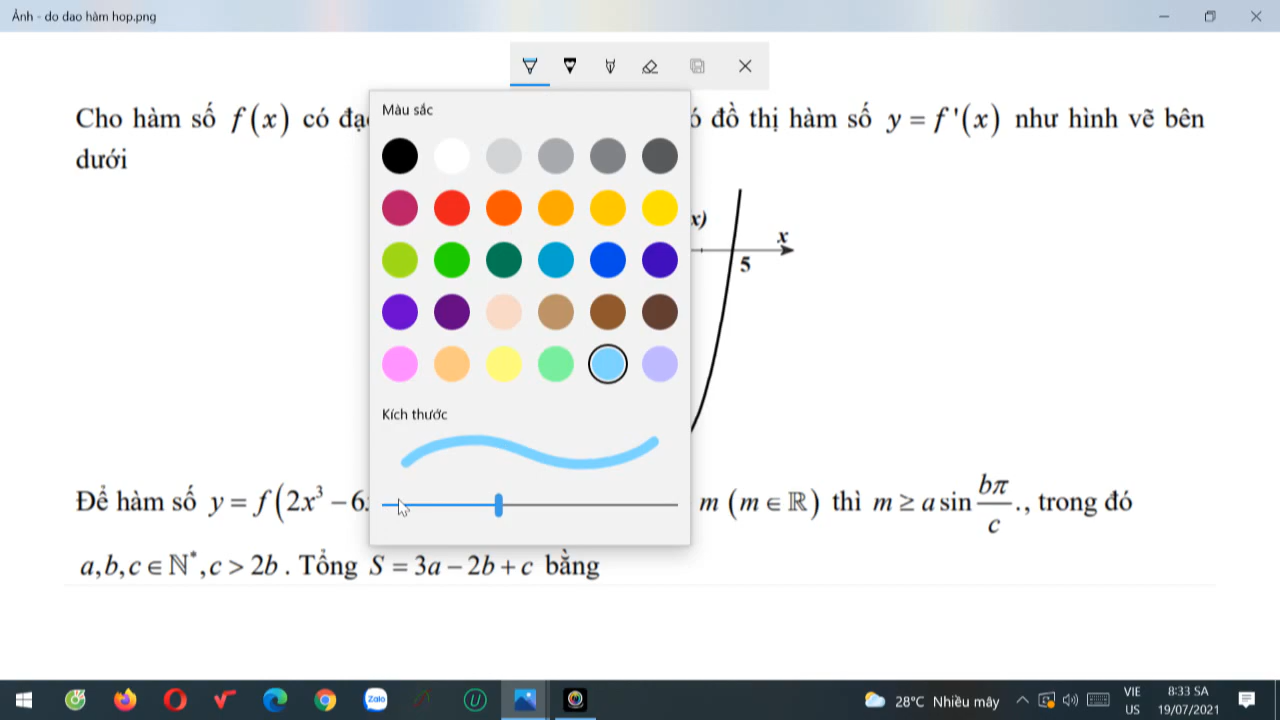 Ảnh - do dao hàm hop.png
Cho hàm số f(x) có đạ ó đồ thị hàm số y = f '(x) như hình vẽ bên
dưới
Màu sắc
x)
x
5
Kích thước
Để hàm số y = f(2x³ − 6 m (m ∈ ℝ) thì m ≥ a sin bπ/c ., trong đó
a, b, c ∈ ℕ*, c > 2b . Tổng S = 3a − 2b + c bằng
Zalo
28°C Nhiều mây
VIE
US
8:33 SA
19/07/2021